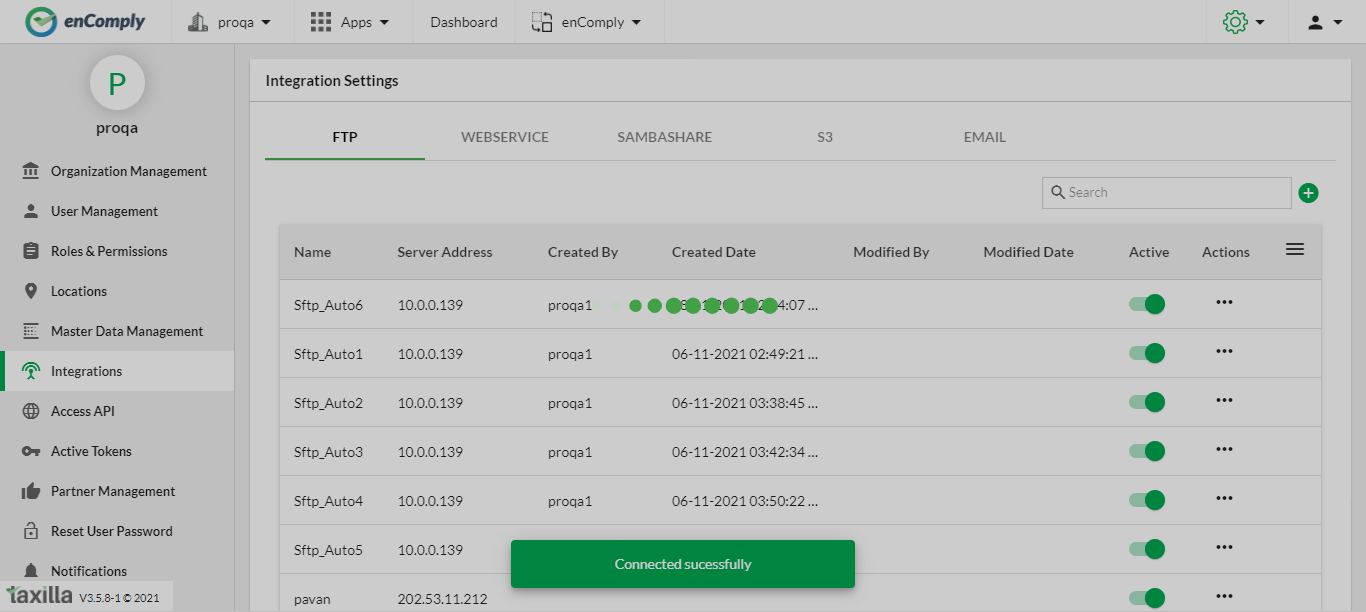 enComply proqa Apps Dashboard enComply
P
proqa
Organization Management
User Management
Roles & Permissions
Locations
Master Data Management
Integrations
Access API
Active Tokens
Partner Management
Reset User Password
Notifications
taxilla V3.5.8-1 © 2021
Integration Settings
FTP WEBSERVICE SAMBASHARE S3 EMAIL
Search
Name Server Address Created By Created Date Modified By Modified Date Active Actions
Sftp_Auto6 10.0.0.139 proqa1 4:07 ...
Sftp_Auto1 10.0.0.139 proqa1 06-11-2021 02:49:21 ...
Sftp_Auto2 10.0.0.139 proqa1 06-11-2021 03:38:45 ...
Sftp_Auto3 10.0.0.139 proqa1 06-11-2021 03:42:34 ...
Sftp_Auto4 10.0.0.139 proqa1 06-11-2021 03:50:22 ...
Sftp_Auto5 10.0.0.139
Connected sucessfully
pavan 202.53.11.212